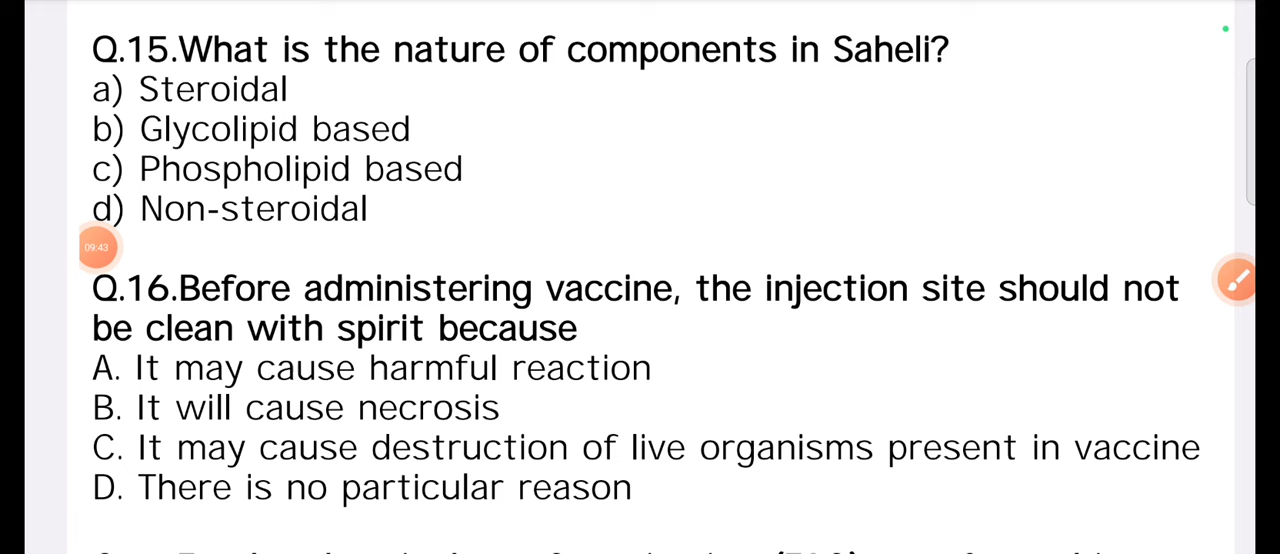 Q.15.What is the nature of components in Saheli?
a) Steroidal
b) Glycolipid based
c) Phospholipid based
d) Non-steroidal
09:43
Q.16.Before administering vaccine, the injection site should not
be clean with spirit because
A. It may cause harmful reaction
B. It will cause necrosis
C. It may cause destruction of live organisms present in vaccine
D. There is no particular reason